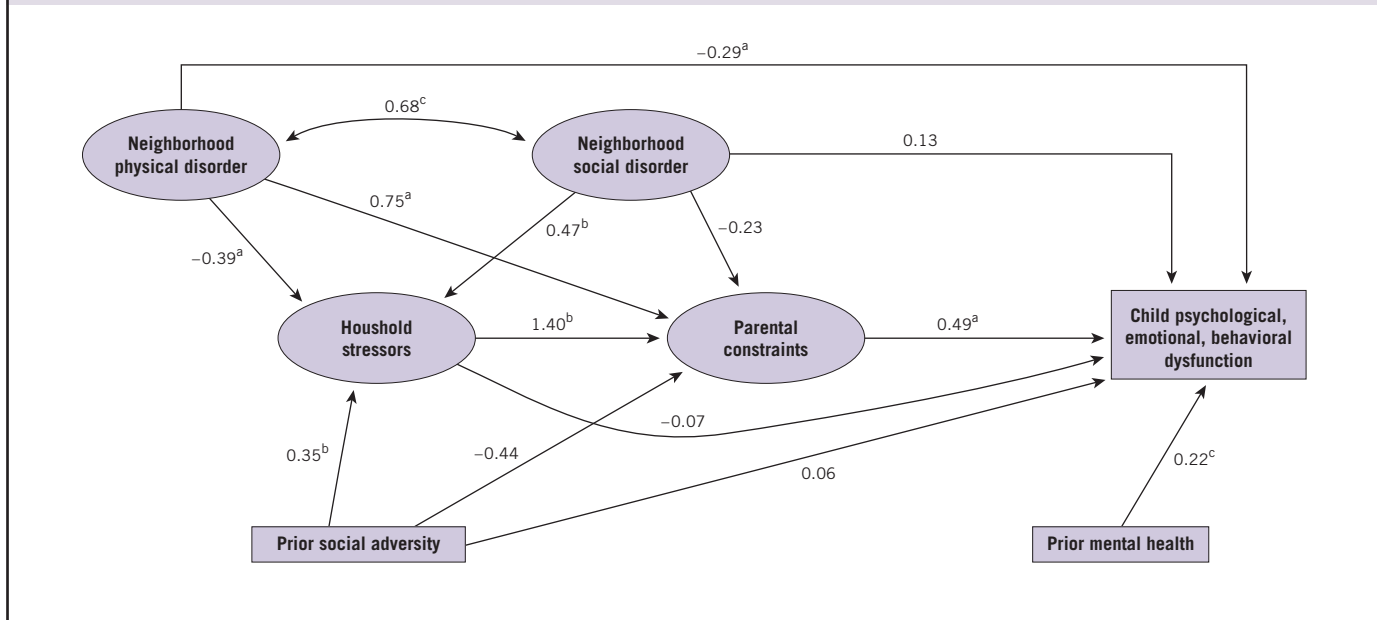 −0.29a
0.68c
Neighborhood
physical disorder
Neighborhood
social disorder
0.13
0.75a
0.47b
−0.23
−0.39a
Houshold
stressors
1.40b
Parental
constraints
0.49a
Child psychological,
emotional, behavioral
dysfunction
−0.07
0.35b
−0.44
0.06
0.22c
Prior social adversity
Prior mental health